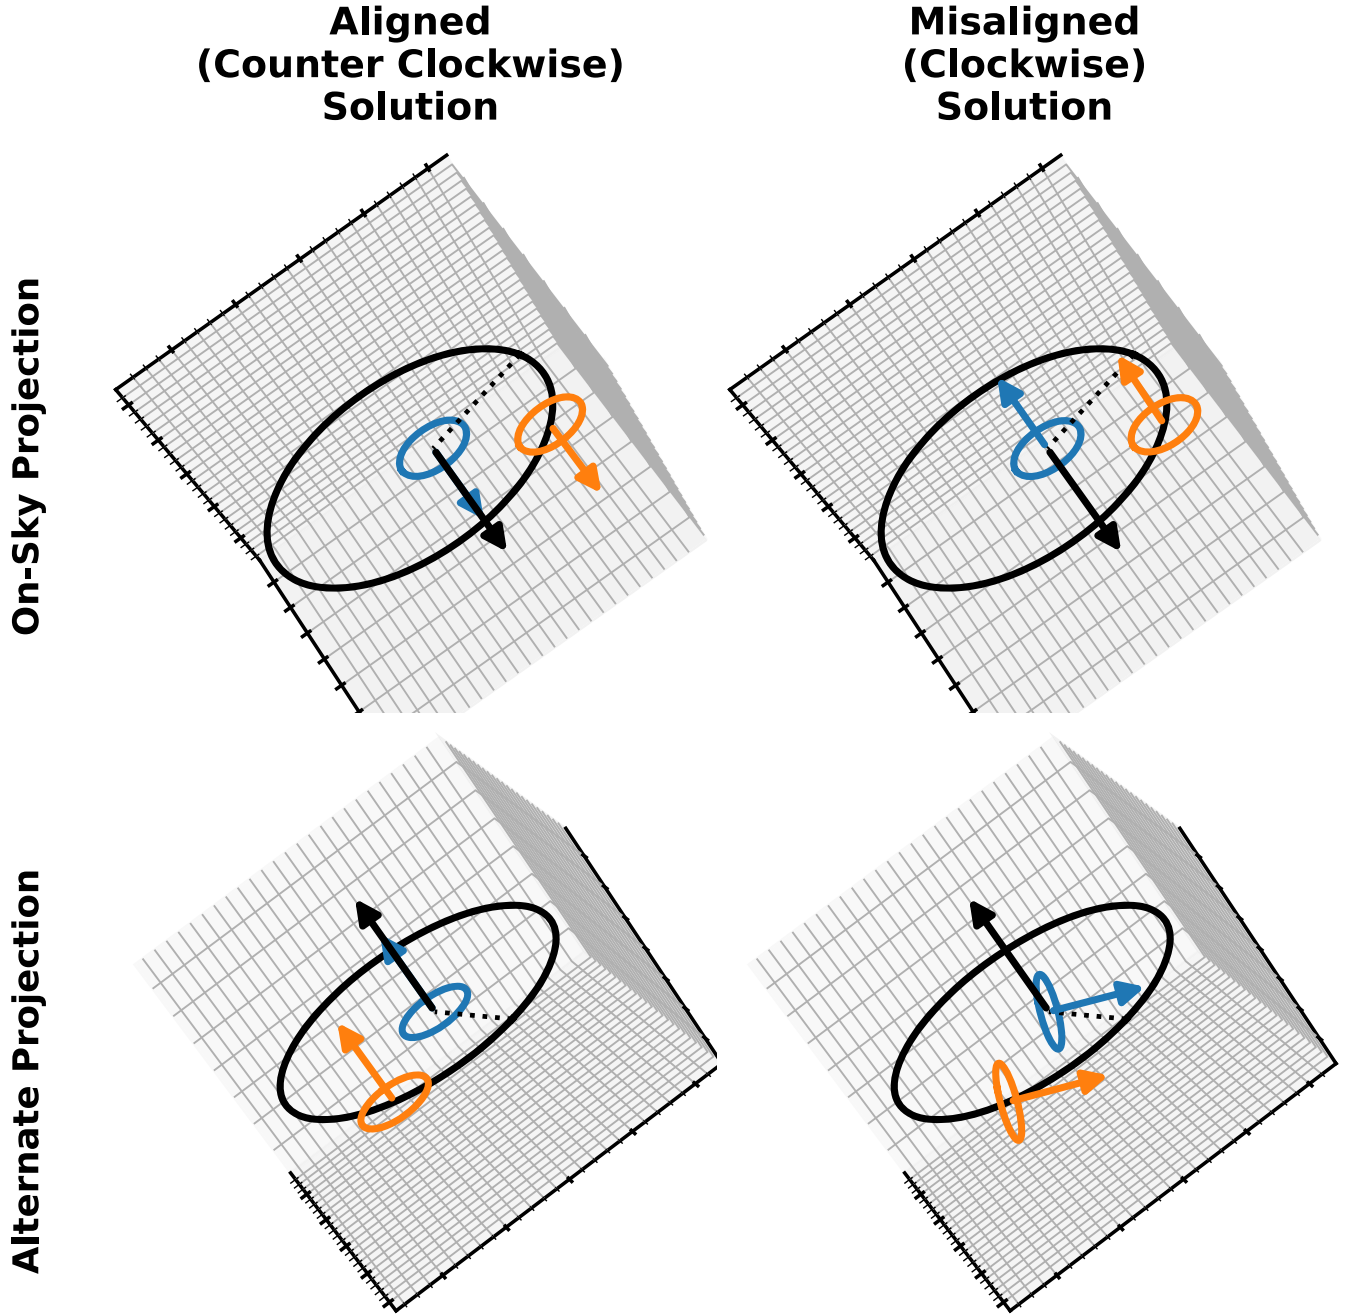 Aligned
(Counter Clockwise)
Solution
Misaligned
(Clockwise)
Solution
On-Sky Projection
Alternate Projection